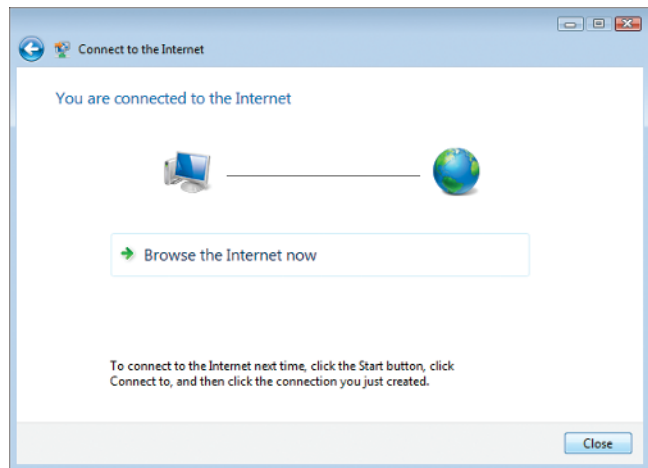 Connect to the Internet
You are connected to the Internet
Browse the Internet now
To connect to the Internet next time, click the Start button, click
Connect to, and then click the connection you just created.
Close